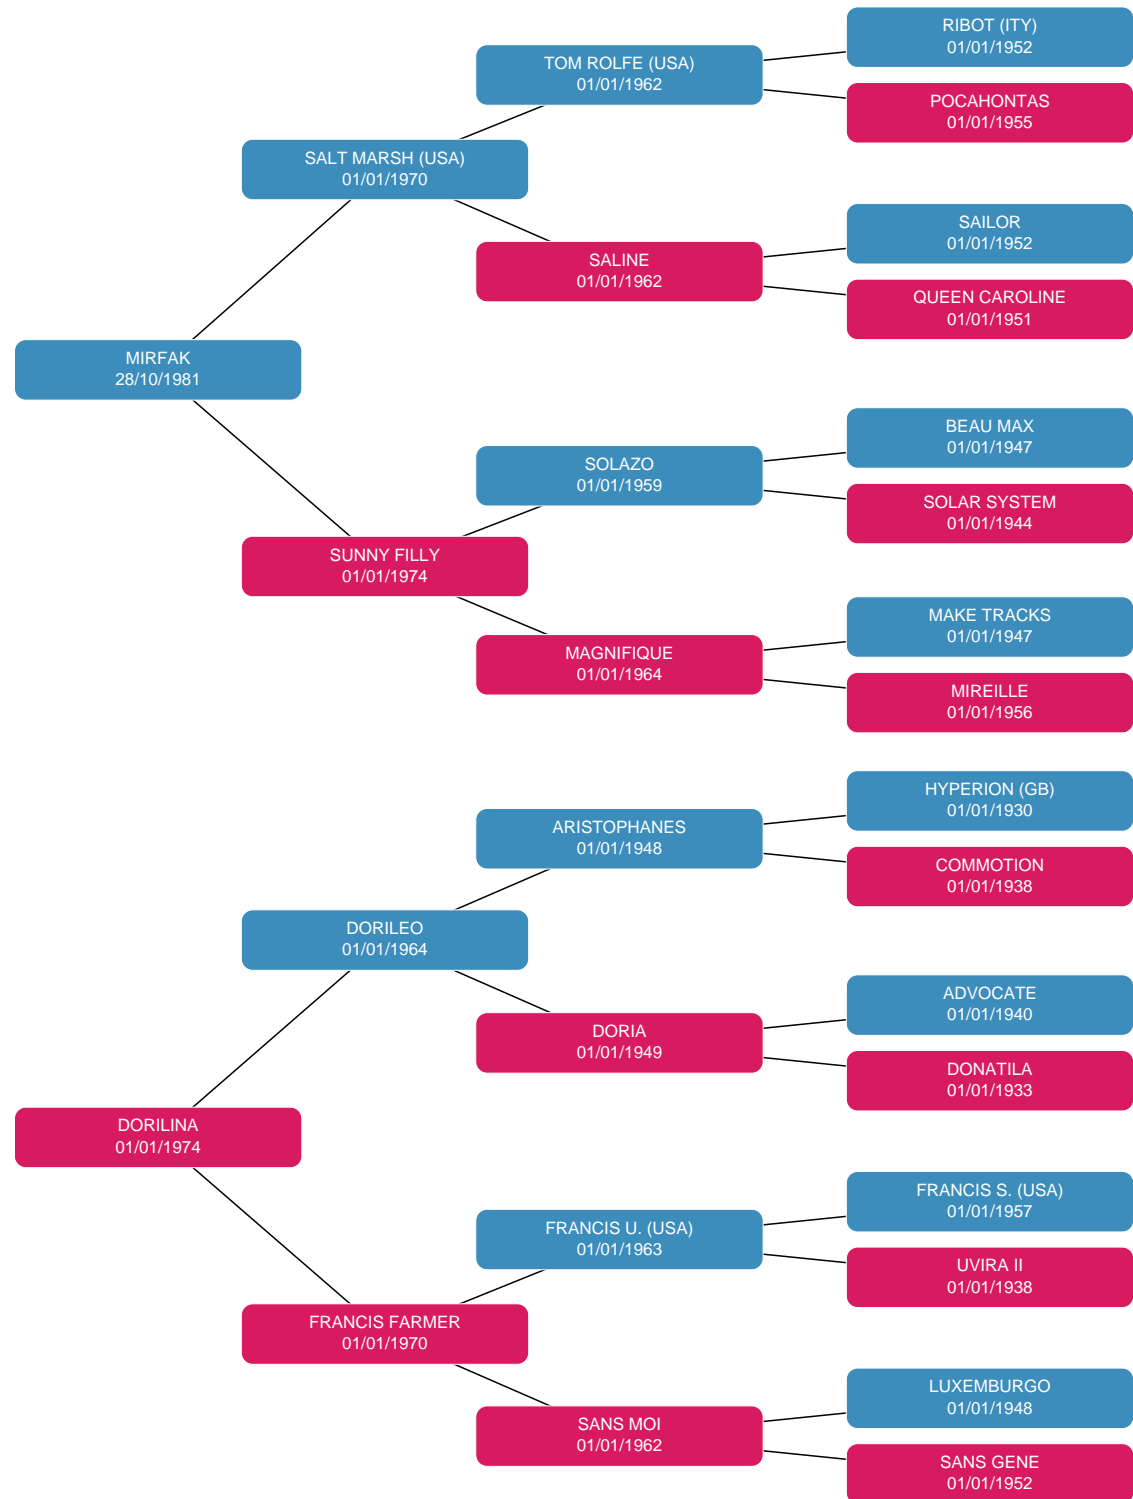 RIBOT (ITY)
01/01/1952
TOM ROLFE (USA)
01/01/1962
POCAHONTAS
01/01/1955
SALT MARSH (USA)
01/01/1970
SAILOR
01/01/1952
SALINE
01/01/1962
QUEEN CAROLINE
01/01/1951
MIRFAK
28/10/1981
BEAU MAX
01/01/1947
SOLAZO
01/01/1959
SOLAR SYSTEM
01/01/1944
SUNNY FILLY
01/01/1974
MAKE TRACKS
01/01/1947
MAGNIFIQUE
01/01/1964
MIREILLE
01/01/1956
HYPERION (GB)
01/01/1930
ARISTOPHANES
01/01/1948
COMMOTION
01/01/1938
DORILEO
01/01/1964
ADVOCATE
01/01/1940
DORIA
01/01/1949
DONATILA
01/01/1933
DORILINA
01/01/1974
FRANCIS S. (USA)
01/01/1957
FRANCIS U. (USA)
01/01/1963
UVIRA II
01/01/1938
FRANCIS FARMER
01/01/1970
LUXEMBURGO
01/01/1948
SANS MOI
01/01/1962
SANS GENE
01/01/1952